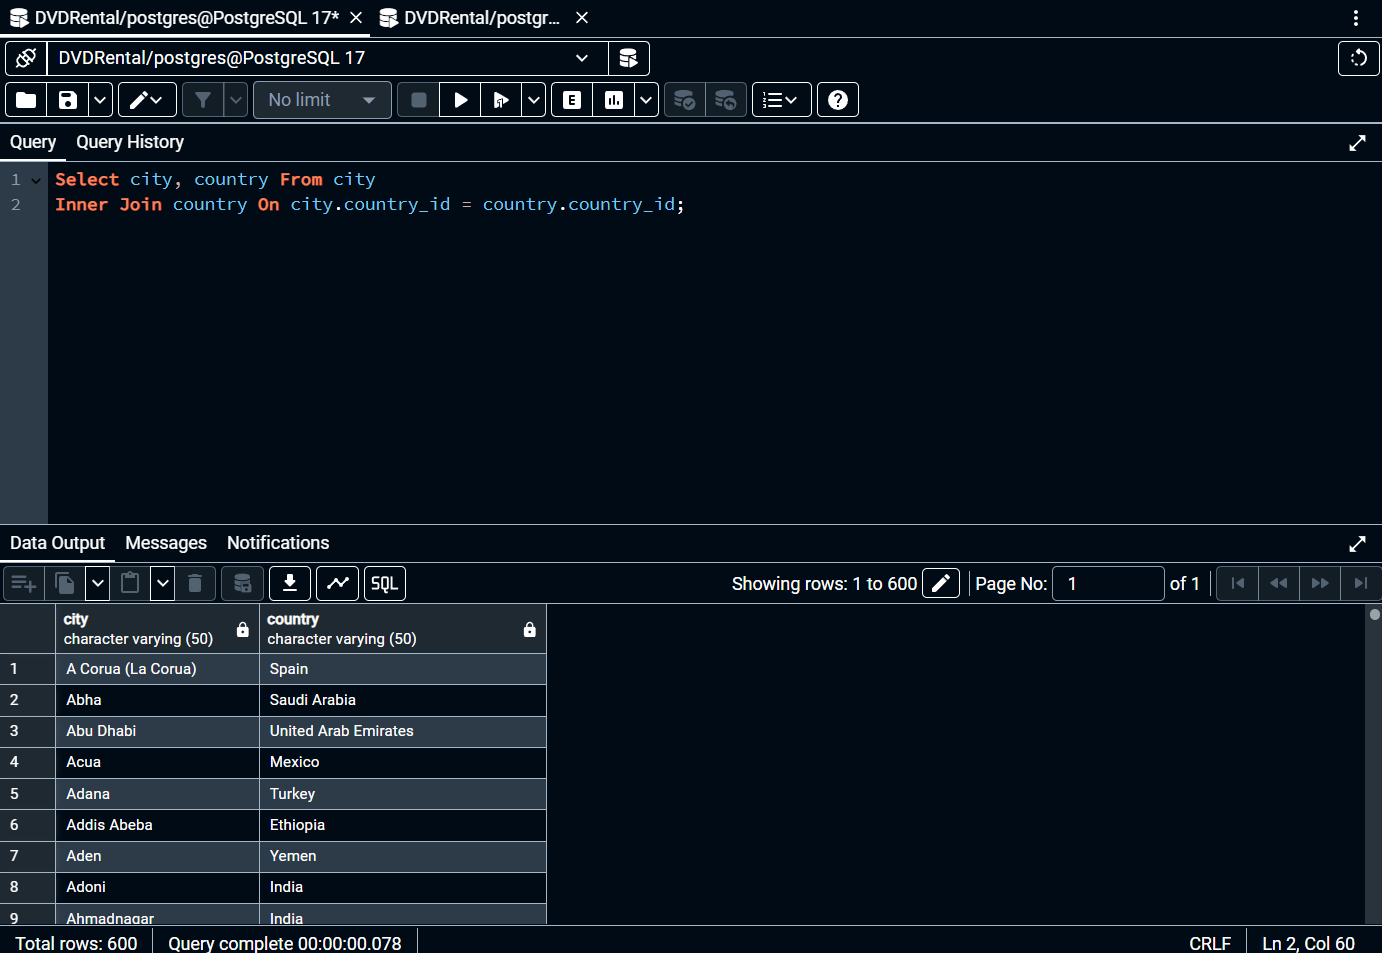 DVDRental/postgres@PostgreSQL 17* DVDRental/postgr...
DVDRental/postgres@PostgreSQL 17
No limit E
Query Query History
1 Select city, country From city
2 Inner Join country On city.country_id = country.country_id;
Data Output Messages Notifications
SQL Showing rows: 1 to 600 Page No: 1 of 1
city country
character varying (50) character varying (50)
1 A Corua (La Corua) Spain
2 Abha Saudi Arabia
3 Abu Dhabi United Arab Emirates
4 Acua Mexico
5 Adana Turkey
6 Addis Abeba Ethiopia
7 Aden Yemen
8 Adoni India
9 Ahmadnagar India
Total rows: 600 Query complete 00:00:00.078 CRLF Ln 2, Col 60